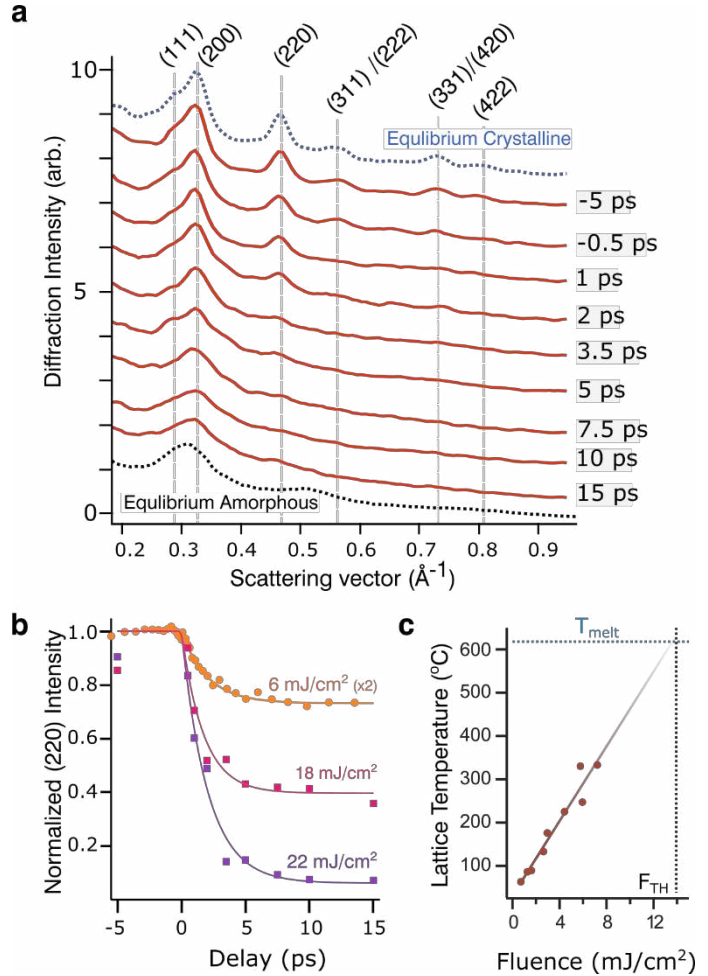 a
(111)
(200)
(220)
(311) /(222)
(331)/(420)
(422)
10
5
0
Diffraction Intensity (arb.)
Equlibrium Crystalline
-5 ps
-0.5 ps
1 ps
2 ps
3.5 ps
5 ps
7.5 ps
10 ps
15 ps
Equlibrium Amorphous
0.2 0.3 0.4 0.5 0.6 0.7 0.8 0.9
Scattering vector (Å-1)
b
1.0
0.8
0.6
0.4
0.2
Normalized (220) Intensity
6 mJ/cm2 (x2)
18 mJ/cm2
22 mJ/cm2
-5 0 5 10 15
Delay (ps)
c
Tmelt
600
500
400
300
200
100
Lattice Temperature (ºC)
FTH
0 4 8 12
Fluence (mJ/cm2)